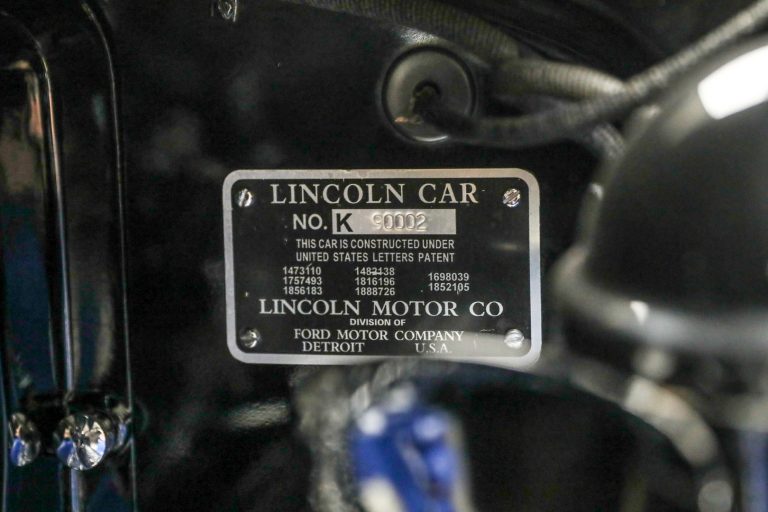 LINCOLN CAR
NO. K 90002
THIS CAR IS CONSTRUCTED UNDER
UNITED STATES LETTERS PATENT
1473110 1482138 1698039
1757493 1816196 1852105
1856183 1888726
LINCOLN MOTOR CO
DIVISION OF
FORD MOTOR COMPANY
DETROIT U.S.A.